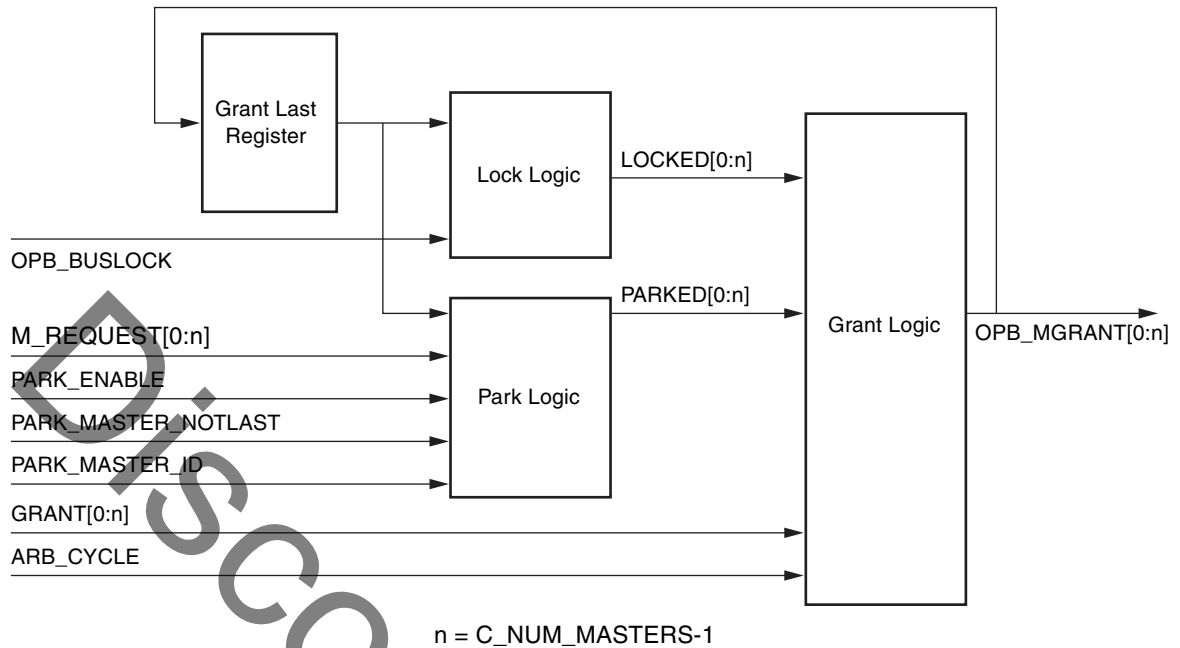 Grant Last
Register
Lock Logic
LOCKED[0:n]
OPB_BUSLOCK
PARKED[0:n]
Grant Logic
OPB_MGRANT[0:n]
M_REQUEST[0:n]
PARK_ENABLE
Park Logic
PARK_MASTER_NOTLAST
PARK_MASTER_ID
GRANT[0:n]
ARB_CYCLE
n = C_NUM_MASTERS-1
Disco